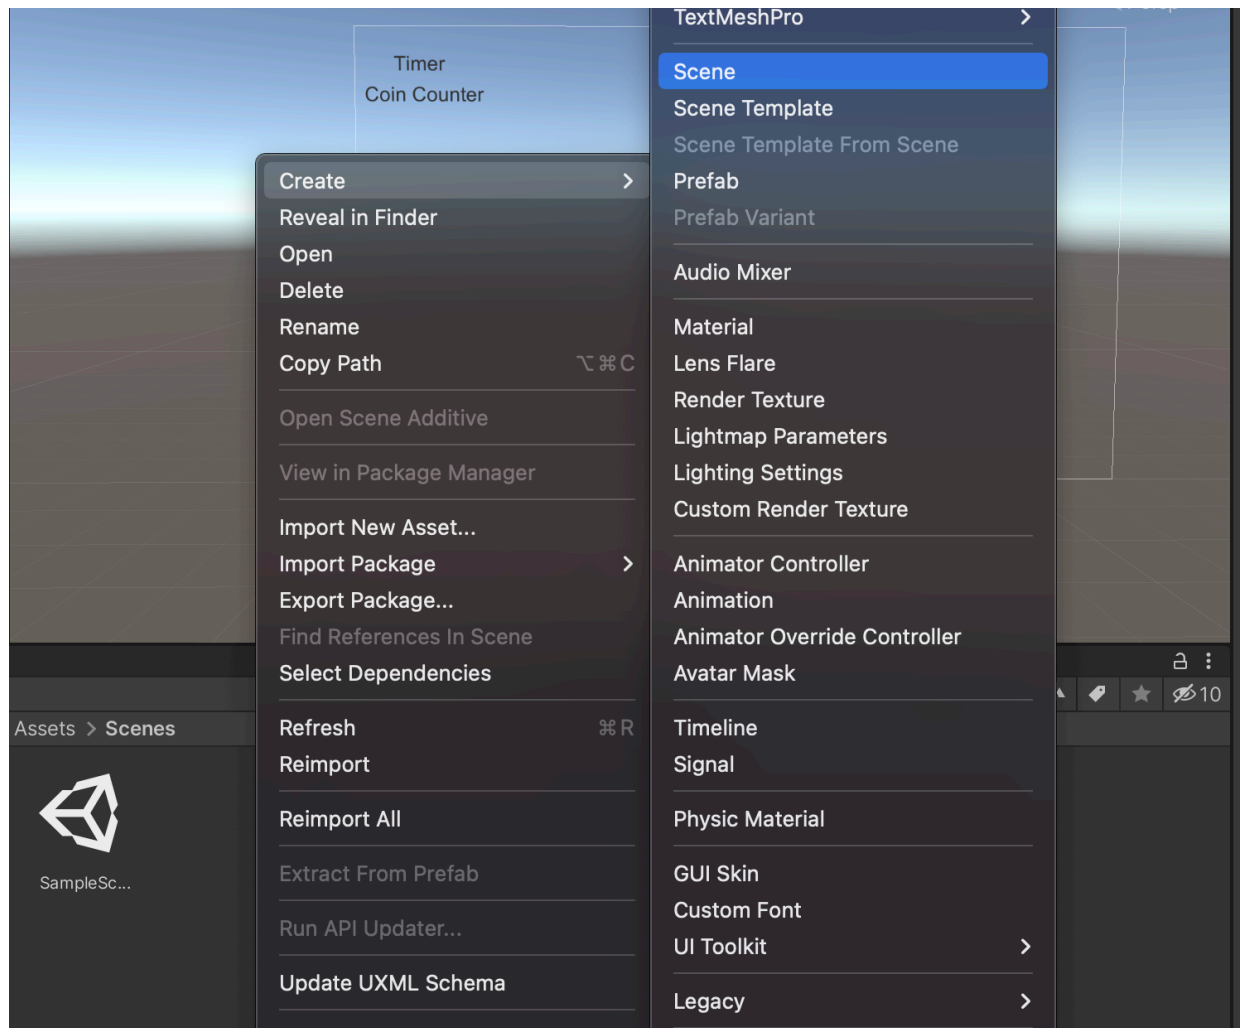 Timer
Coin Counter
Create
Reveal in Finder
Open
Delete
Rename
Copy Path ⌥⌘C
Open Scene Additive
View in Package Manager
Import New Asset...
Import Package
Export Package...
Find References In Scene
Select Dependencies
Refresh ⌘R
Reimport
Reimport All
Extract From Prefab
Run API Updater...
Update UXML Schema
TextMeshPro
Scene
Scene Template
Scene Template From Scene
Prefab
Prefab Variant
Audio Mixer
Material
Lens Flare
Render Texture
Lightmap Parameters
Lighting Settings
Custom Render Texture
Animator Controller
Animation
Animator Override Controller
Avatar Mask
Timeline
Signal
Physic Material
GUI Skin
Custom Font
UI Toolkit
Legacy
10
Assets > Scenes
SampleSc...